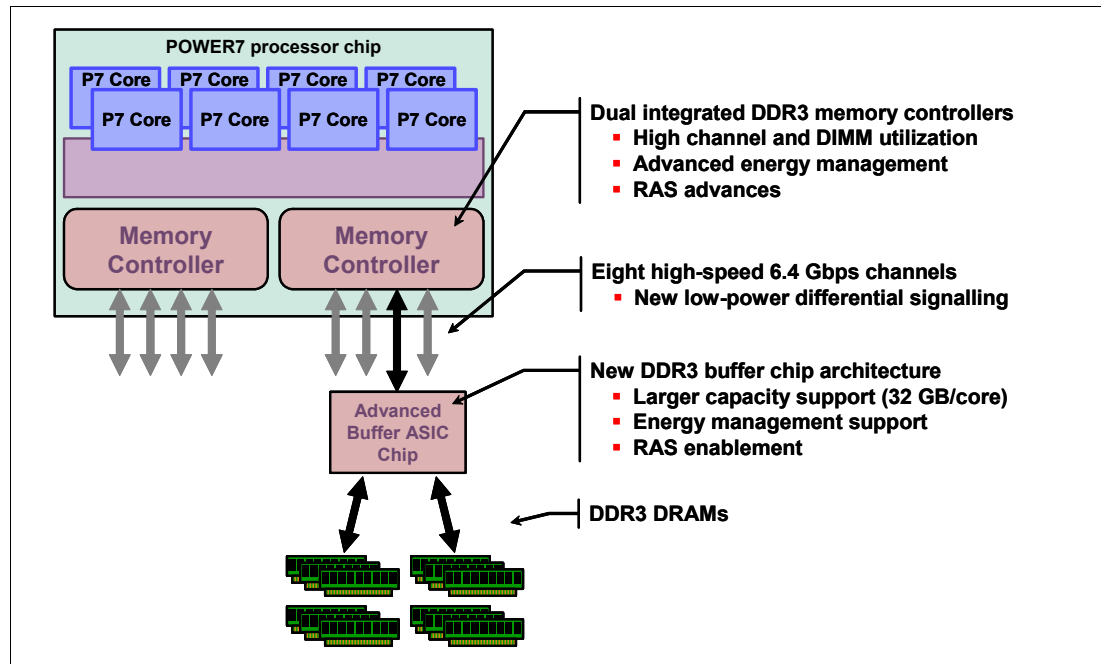 POWER7 processor chip
P7 Core P7 Core P7 Core P7 Core
P7 Core P7 Core P7 Core P7 Core
Memory Controller
Memory Controller
Advanced
Buffer ASIC
Chip
Dual integrated DDR3 memory controllers
▪ High channel and DIMM utilization
▪ Advanced energy management
▪ RAS advances
Eight high-speed 6.4 Gbps channels
▪ New low-power differential signalling
New DDR3 buffer chip architecture
▪ Larger capacity support (32 GB/core)
▪ Energy management support
▪ RAS enablement
DDR3 DRAMs